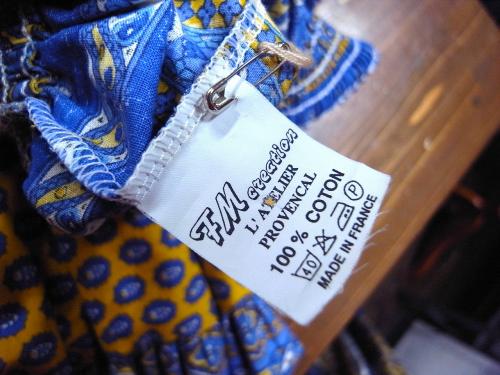 FM creation
L'ATELIER
PROVENCAL
100 % COTON
40 P
MADE IN FRANCE